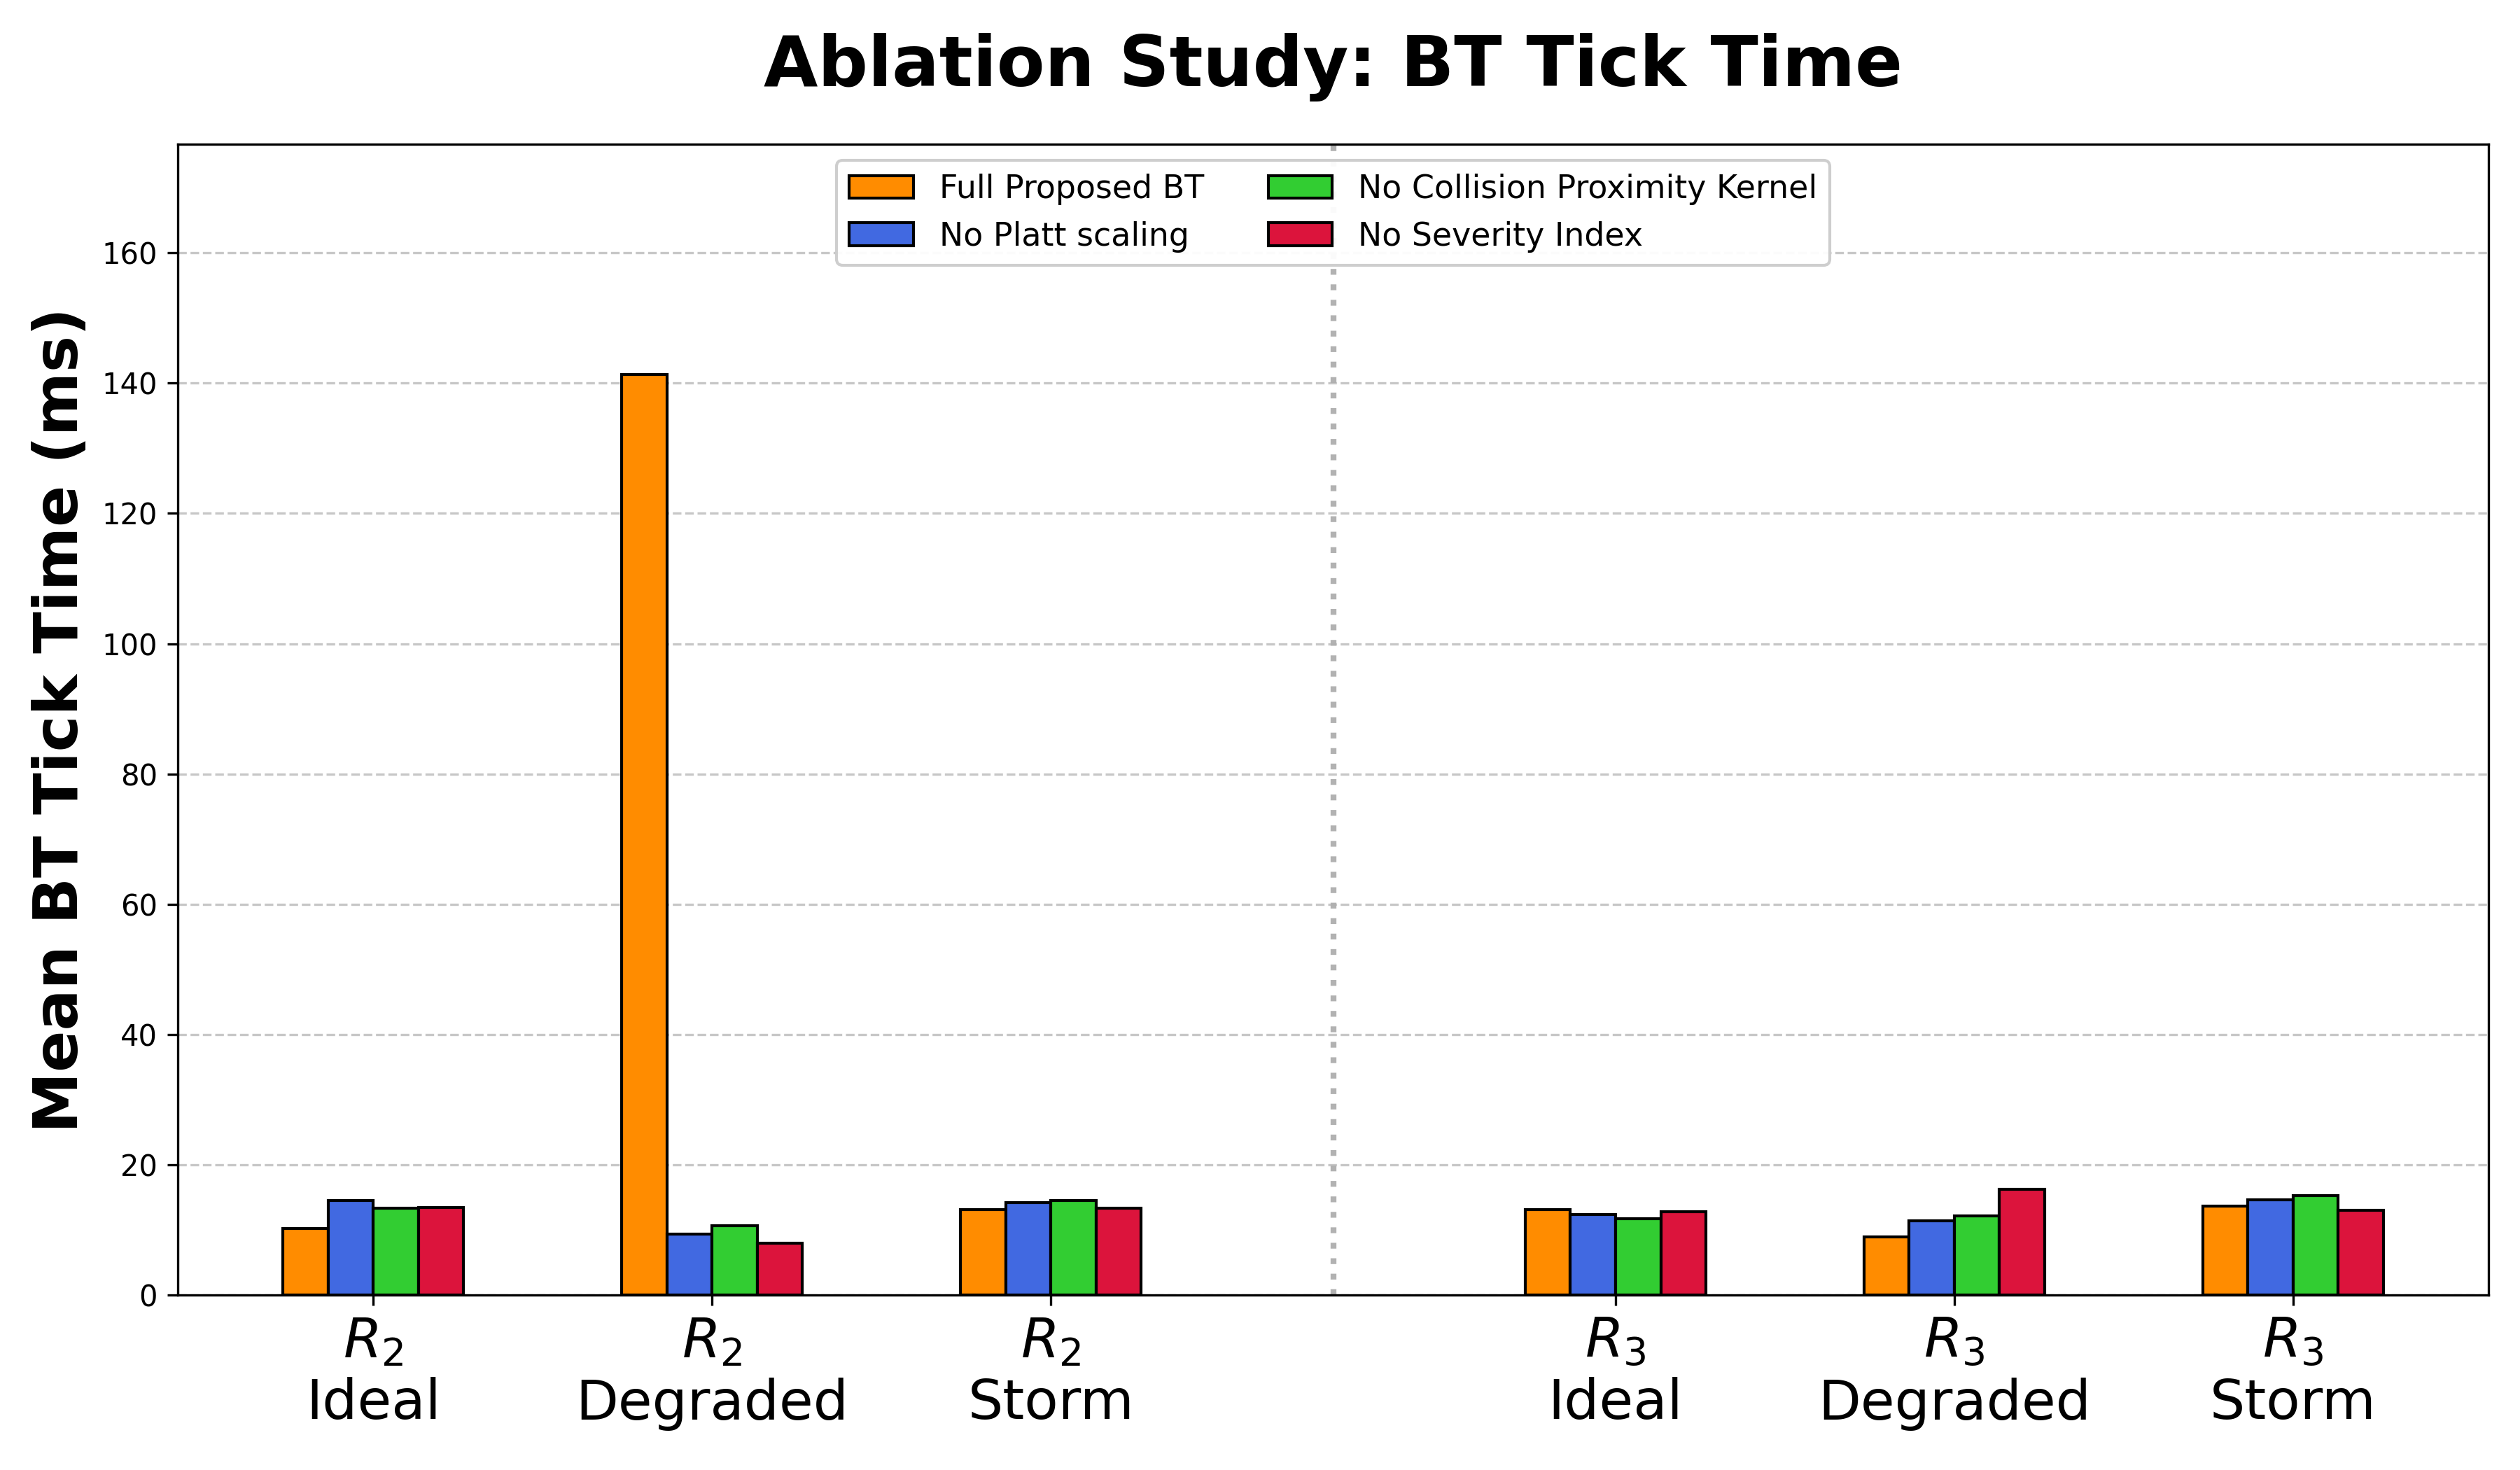 Ablation Study: BT Tick Time
Full Proposed BT
No Platt scaling
No Collision Proximity Kernel
No Severity Index
Mean BT Tick Time (ms)
160
140
120
100
80
60
40
20
0
R₂
Ideal
R₂
Degraded
R₂
Storm
R₃
Ideal
R₃
Degraded
R₃
Storm